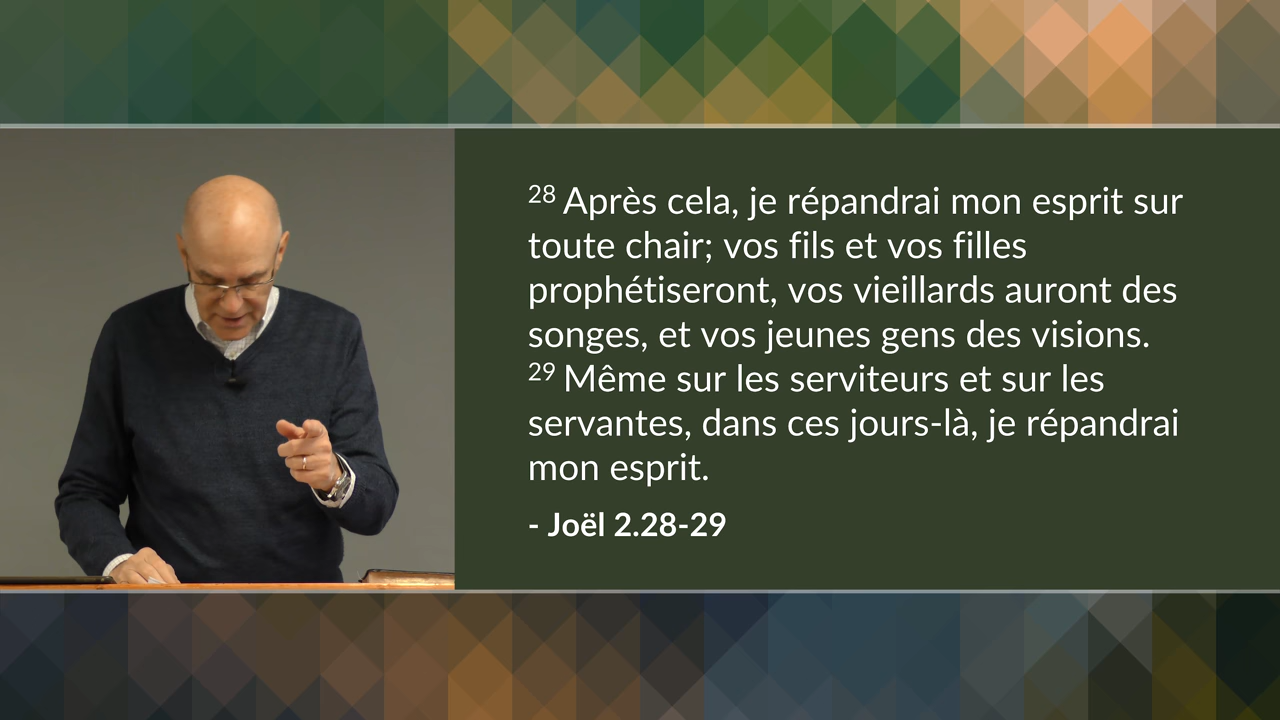 28 Après cela, je répandrai mon esprit sur
toute chair; vos fils et vos filles
prophétiseront, vos vieillards auront des
songes, et vos jeunes gens des visions.
29 Même sur les serviteurs et sur les
servantes, dans ces jours-là, je répandrai
mon esprit.
- Joël 2.28-29